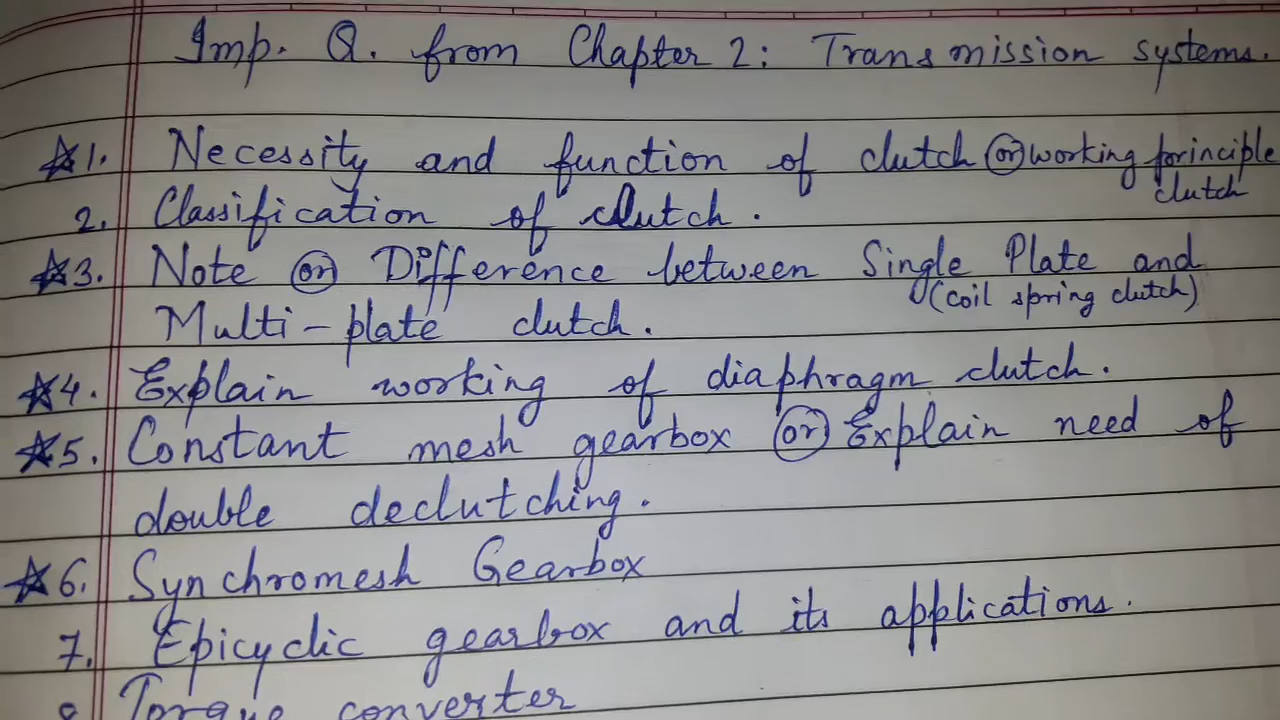 Imp. Q. from Chapter 2: Transmission systems.
☆1. Necessity and function of clutch (or) working principle
clutch
2. Classification of clutch.
☆3. Note (or) Difference between Single Plate and
(coil spring clutch)
Multi-plate clutch.
☆4. Explain working of diaphragm clutch.
☆5. Constant mesh gearbox (or) Explain need of
double declutching.
☆6. Synchromesh Gearbox
7. Epicyclic gearbox and its applications.
Torque converter